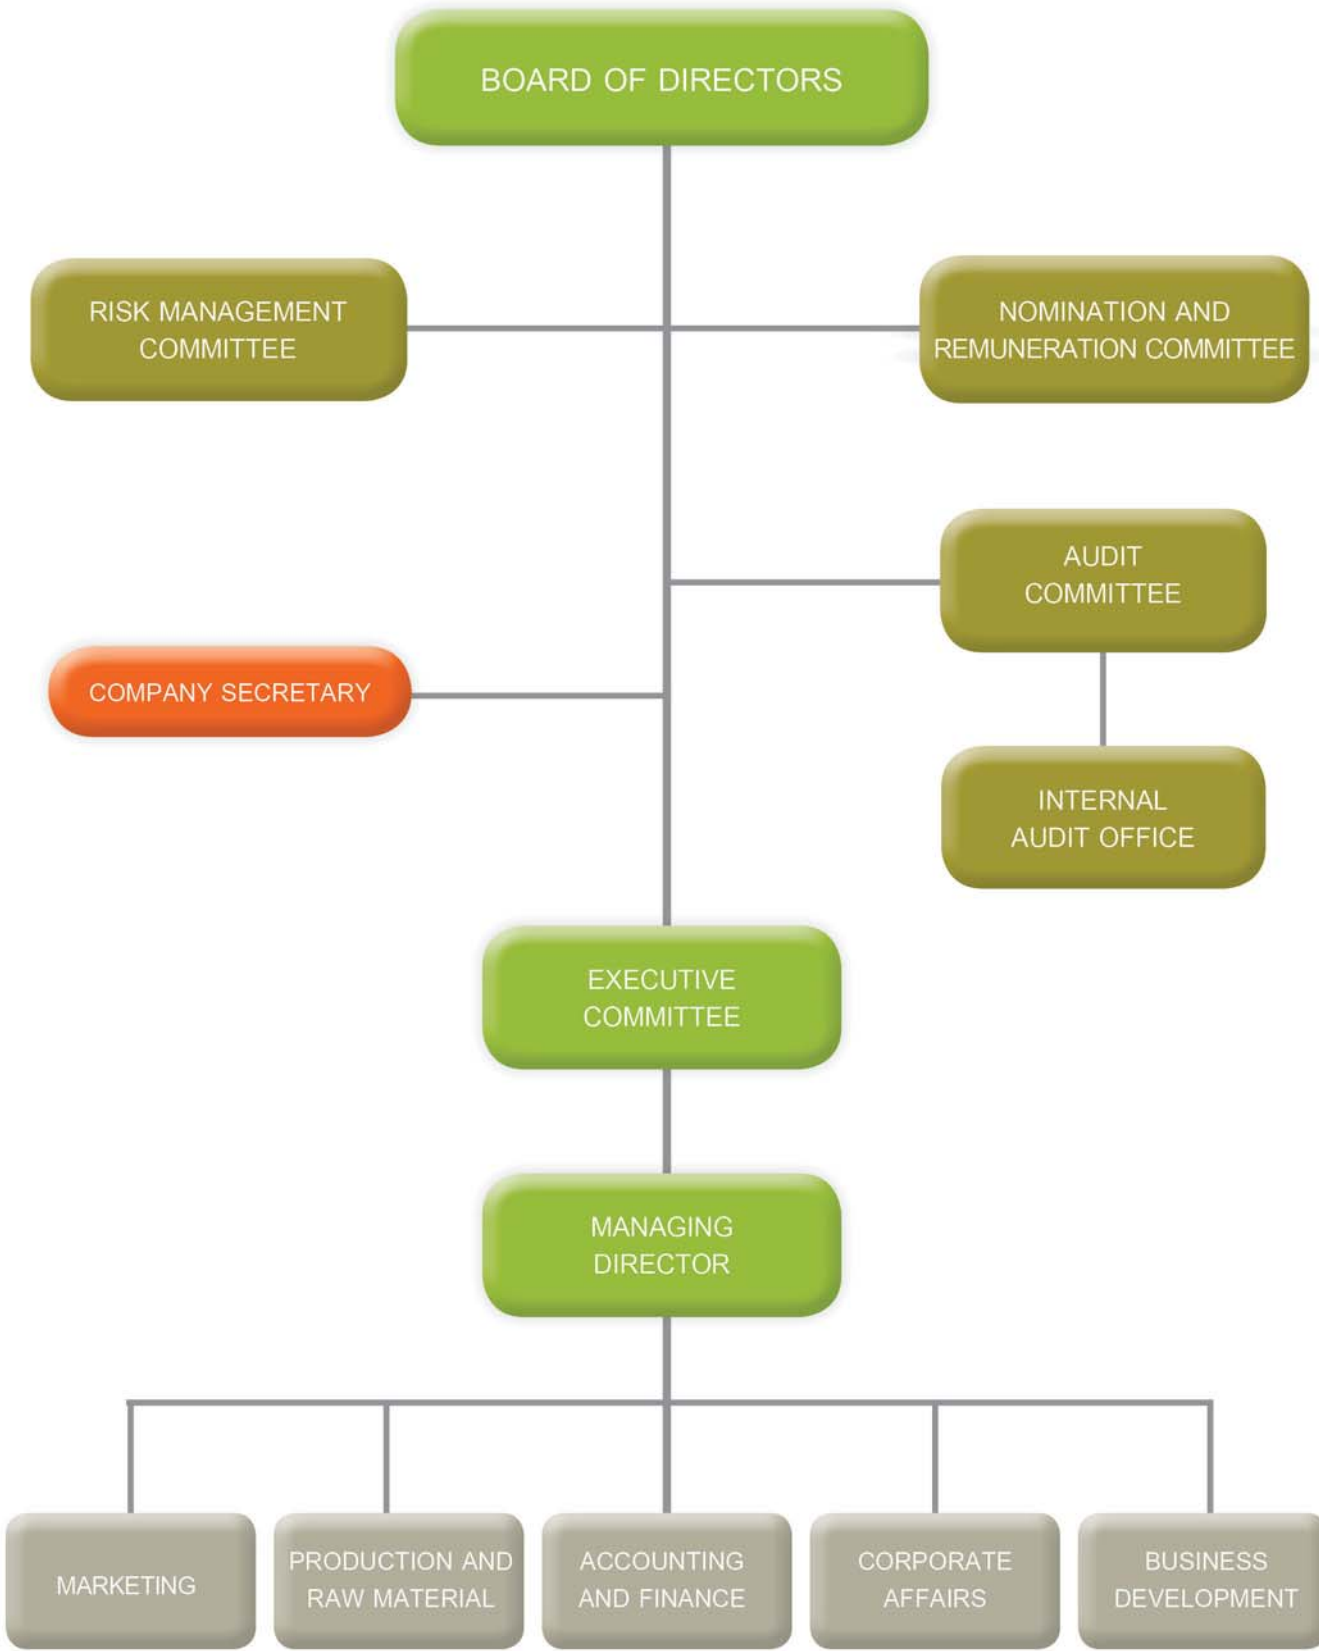 BOARD OF DIRECTORS
RISK MANAGEMENT
COMMITTEE
NOMINATION AND
REMUNERATION COMMITTEE
AUDIT
COMMITTEE
COMPANY SECRETARY
INTERNAL
AUDIT OFFICE
EXECUTIVE
COMMITTEE
MANAGING
DIRECTOR
MARKETING
PRODUCTION AND
RAW MATERIAL
ACCOUNTING
AND FINANCE
CORPORATE
AFFAIRS
BUSINESS
DEVELOPMENT